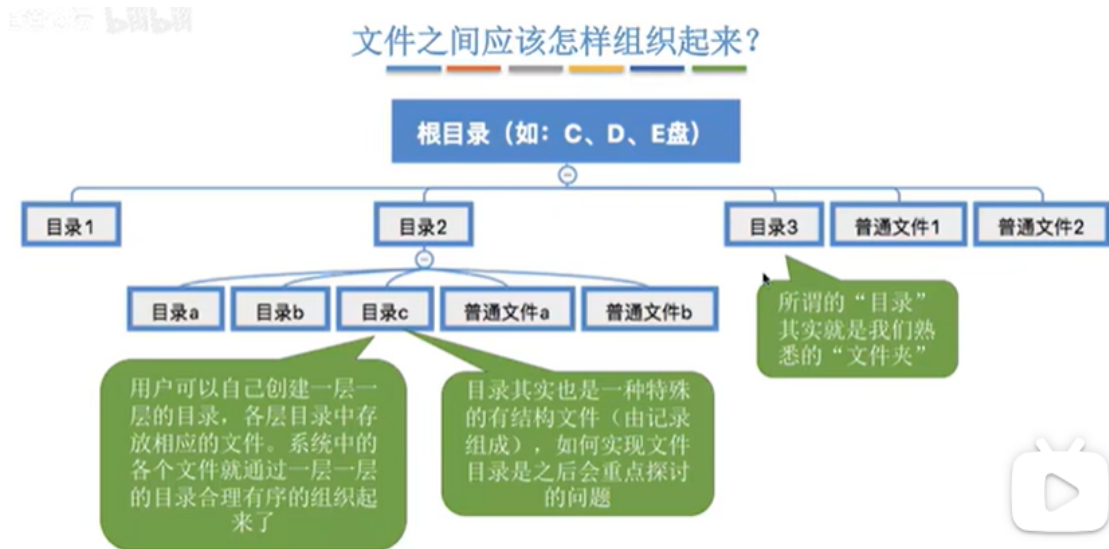 bilibili
文件之间应该怎样组织起来？
根目录（如：C、D、E盘）
目录1
目录2
目录3
普通文件1
普通文件2
目录a
目录b
目录c
普通文件a
普通文件b
所谓的“目录”
其实就是我们熟
悉的“文件夹”
用户可以自己创建一层一
层的目录，各层目录中存
放相应的文件。系统中的
各个文件就通过一层一层
的目录合理有序的组织起
来了
目录其实也是一种特殊
的有结构文件（由记录
组成），如何实现文件
目录是之后会重点探讨
的问题